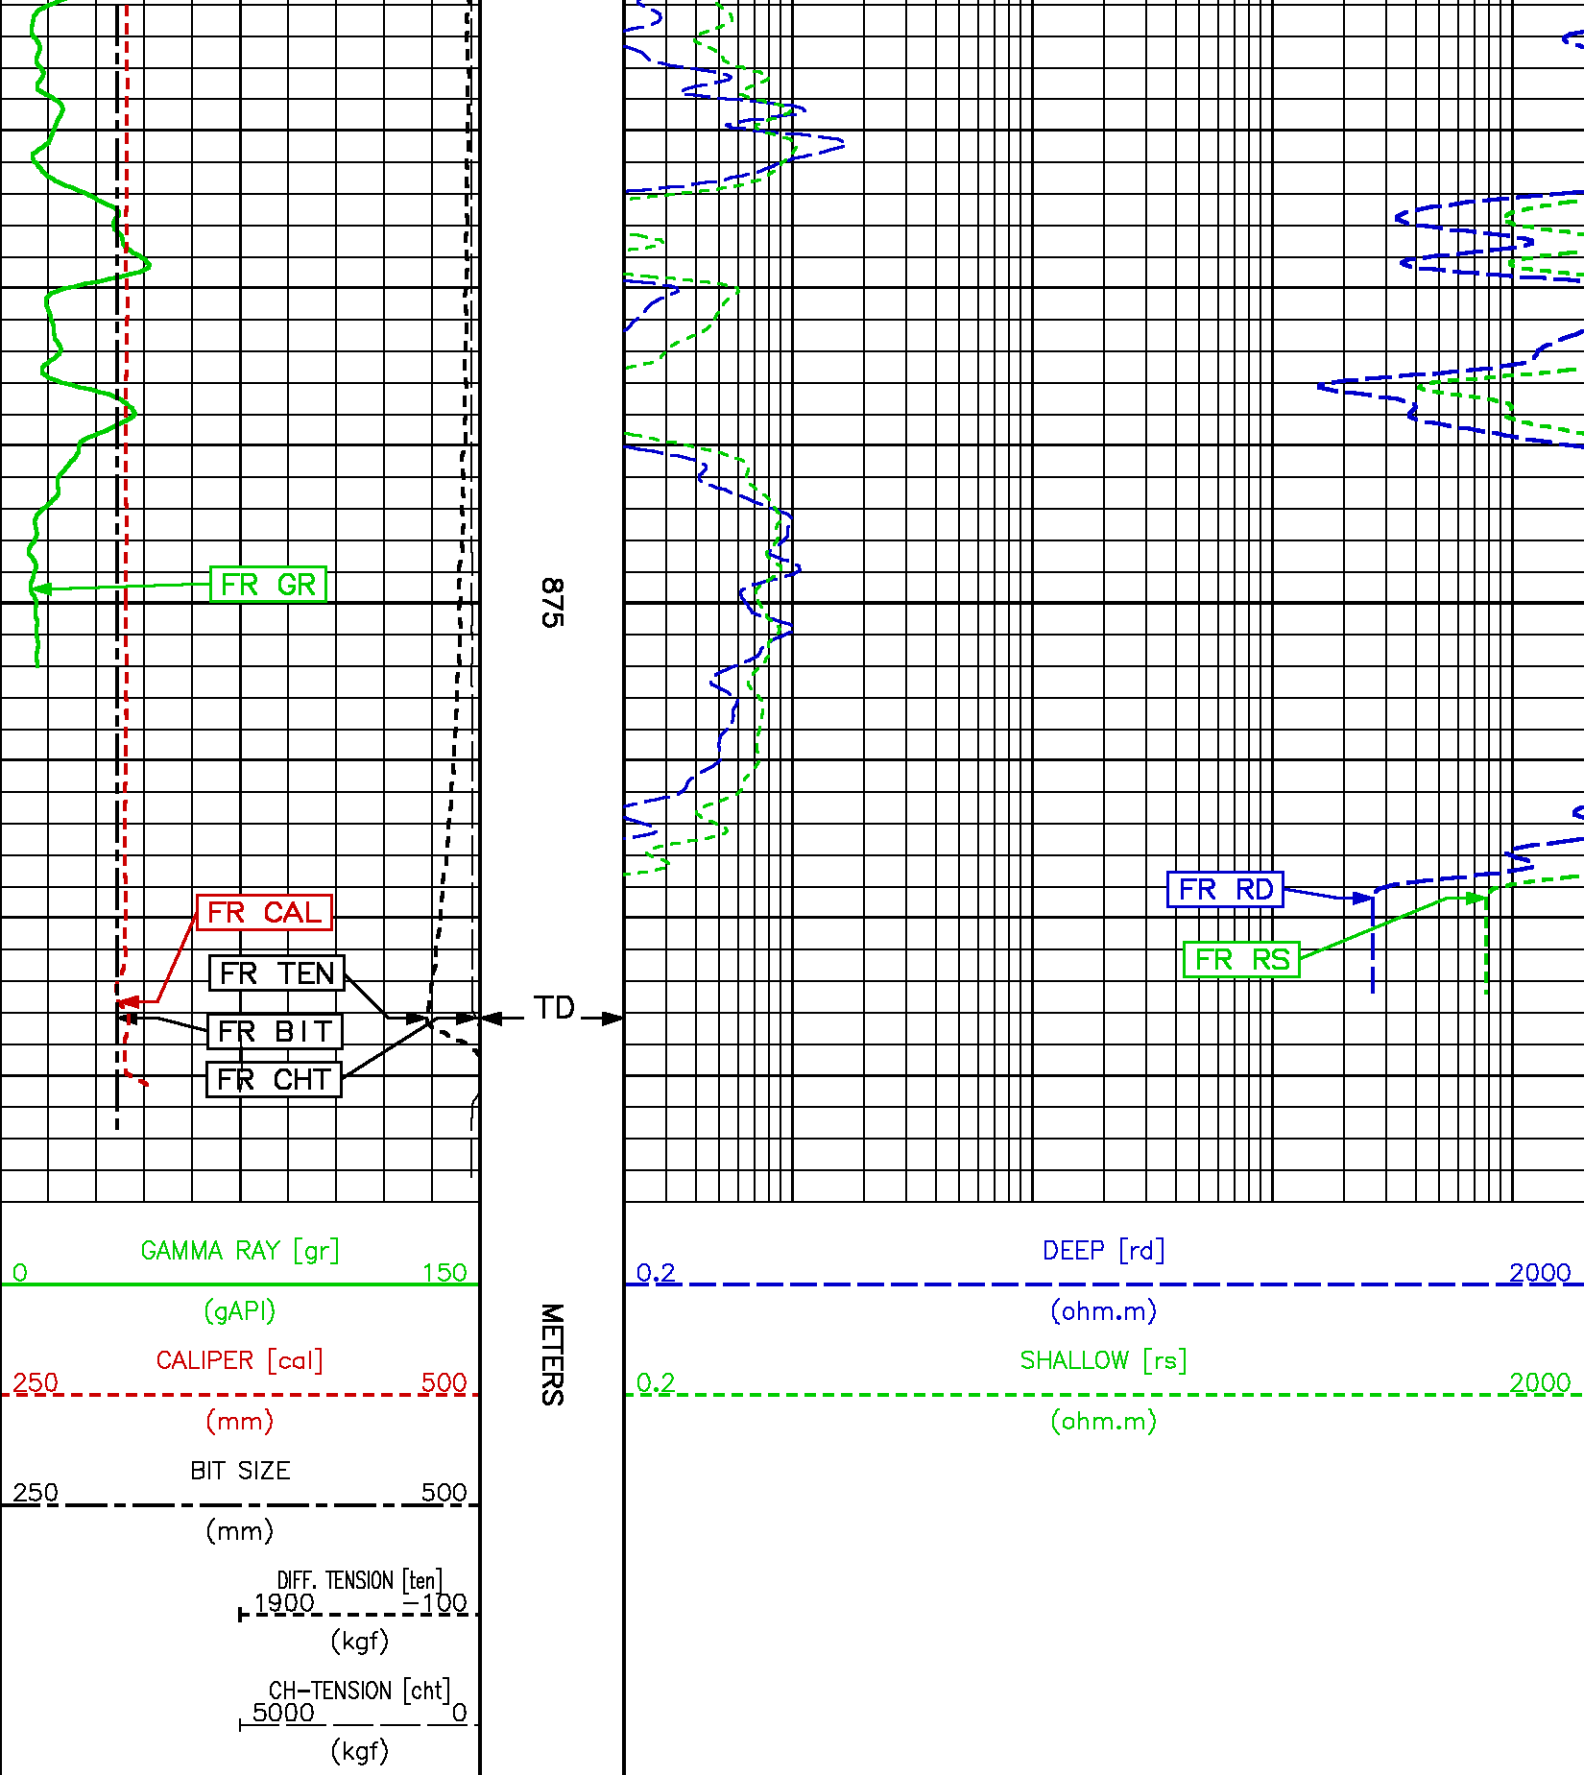 FR GR
875
FR CAL
FR TEN
FR BIT
FR CHT
TD
FR RD
FR RS
GAMMA RAY [gr]
0 150
(gAPI)
CALIPER [cal]
250 500
(mm)
BIT SIZE
250 500
(mm)
DIFF. TENSION [ten]
1900 -100
(kgf)
CH-TENSION [cht]
5000 0
(kgf)
METERS
DEEP [rd]
0.2 2000
(ohm.m)
SHALLOW [rs]
0.2 2000
(ohm.m)